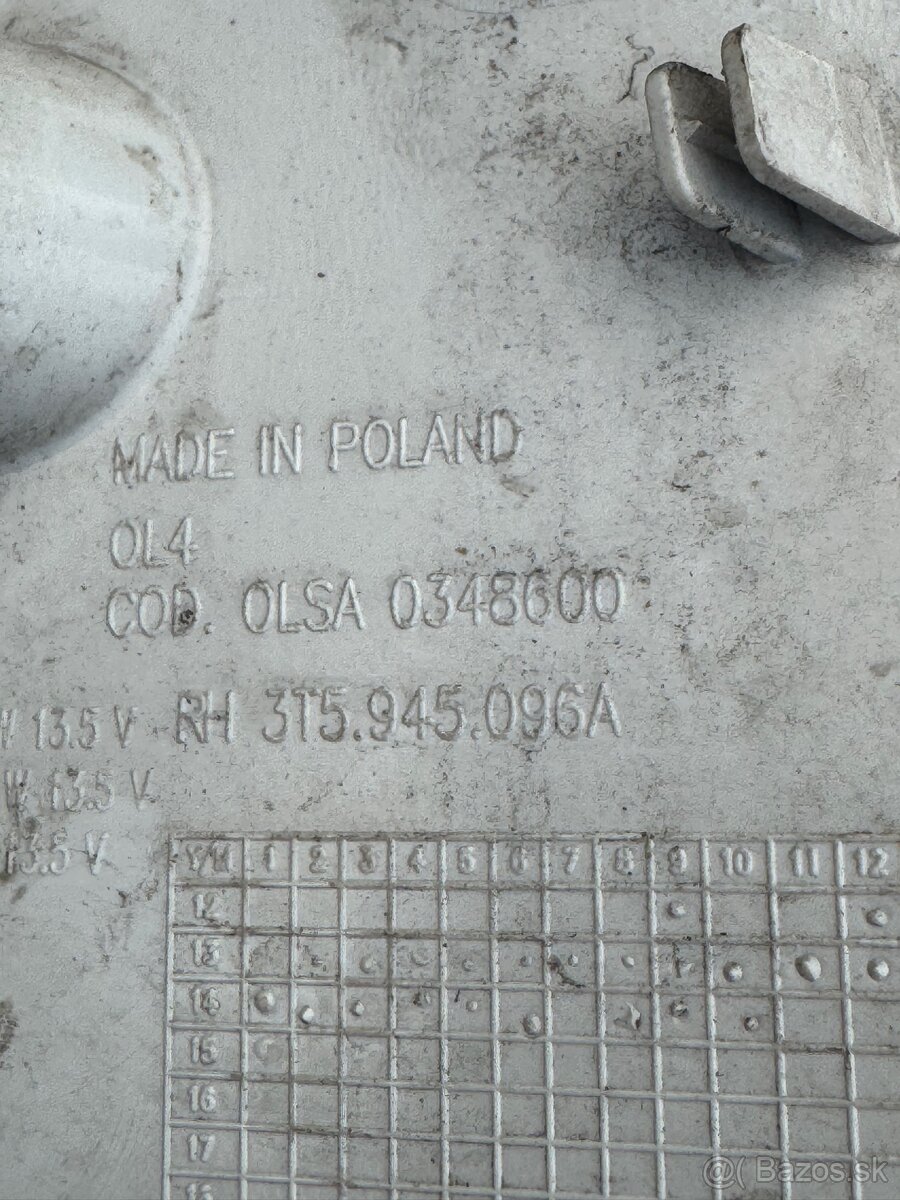 MADE IN POLAND
OL4
COD. OLSA 0348600
RH 3T5.945.096A
W 13.5 V
W 13.5 V
13.5 V
Y/M 1 2 3 4 5 6 7 8 9 10 11 12
12
13
14
15
16
17
18
@( Bazos.sk